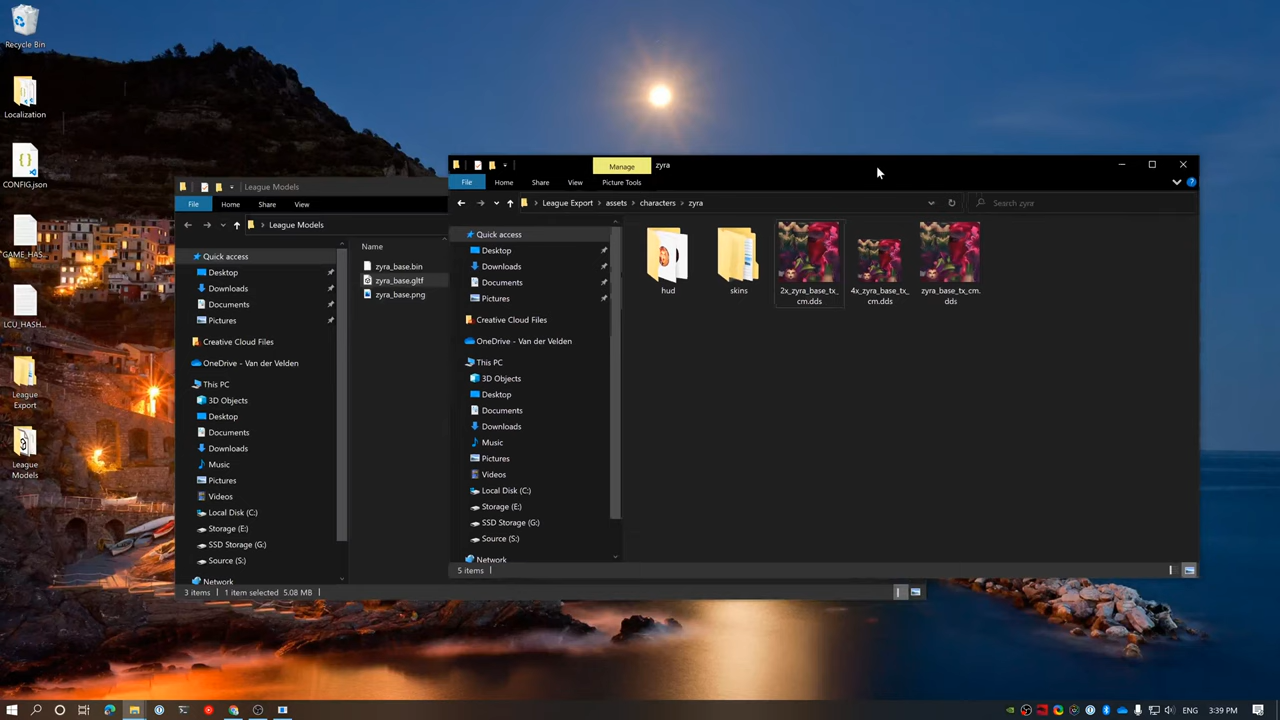 Recycle Bin
Localization
CONFIG.json
GAME_HAS...
LCU_HASH...
League
Export
League
Models
League Models
File
Home
Share
View
League Models
Quick access
Desktop
Downloads
Documents
Pictures
Creative Cloud Files
OneDrive - Van der Velden
This PC
3D Objects
Desktop
Documents
Downloads
Music
Pictures
Videos
Local Disk (C:)
Storage (E:)
SSD Storage (G:)
Source (S:)
Network
Name
zyra_base.bin
zyra_base.gltf
zyra_base.png
3 items
1 item selected 5.08 MB
Manage
zyra
File
Home
Share
View
Picture Tools
League Export > assets > characters > zyra
Search zyra
Quick access
Desktop
Downloads
Documents
Pictures
Creative Cloud Files
OneDrive - Van der Velden
This PC
3D Objects
Desktop
Documents
Downloads
Music
Pictures
Videos
Local Disk (C:)
Storage (E:)
SSD Storage (G:)
Source (S:)
Network
hud
skins
2x_zyra_base_tx_
cm.dds
4x_zyra_base_tx_
cm.dds
zyra_base_tx_cm.
dds
5 items
ENG
3:39 PM